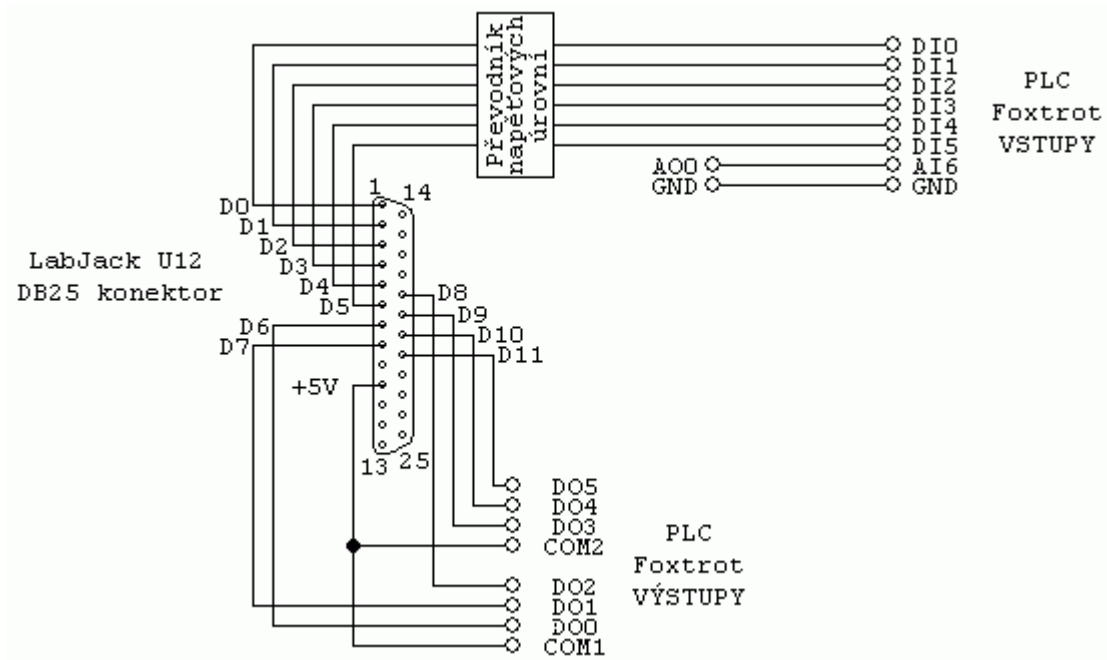 Převodník
napěťových
úrovní
DI0
DI1
DI2
DI3
DI4
DI5
AO0
AI6
GND
GND
PLC
Foxtrot
VSTUPY
1
14
D0
D1
D2
D3
D4
D5
D6
D7
LabJack U12
DB25 konektor
D8
D9
D10
D11
+5V
13
25
DO5
DO4
DO3
COM2
DO2
DO1
DO0
COM1
PLC
Foxtrot
VÝSTUPY